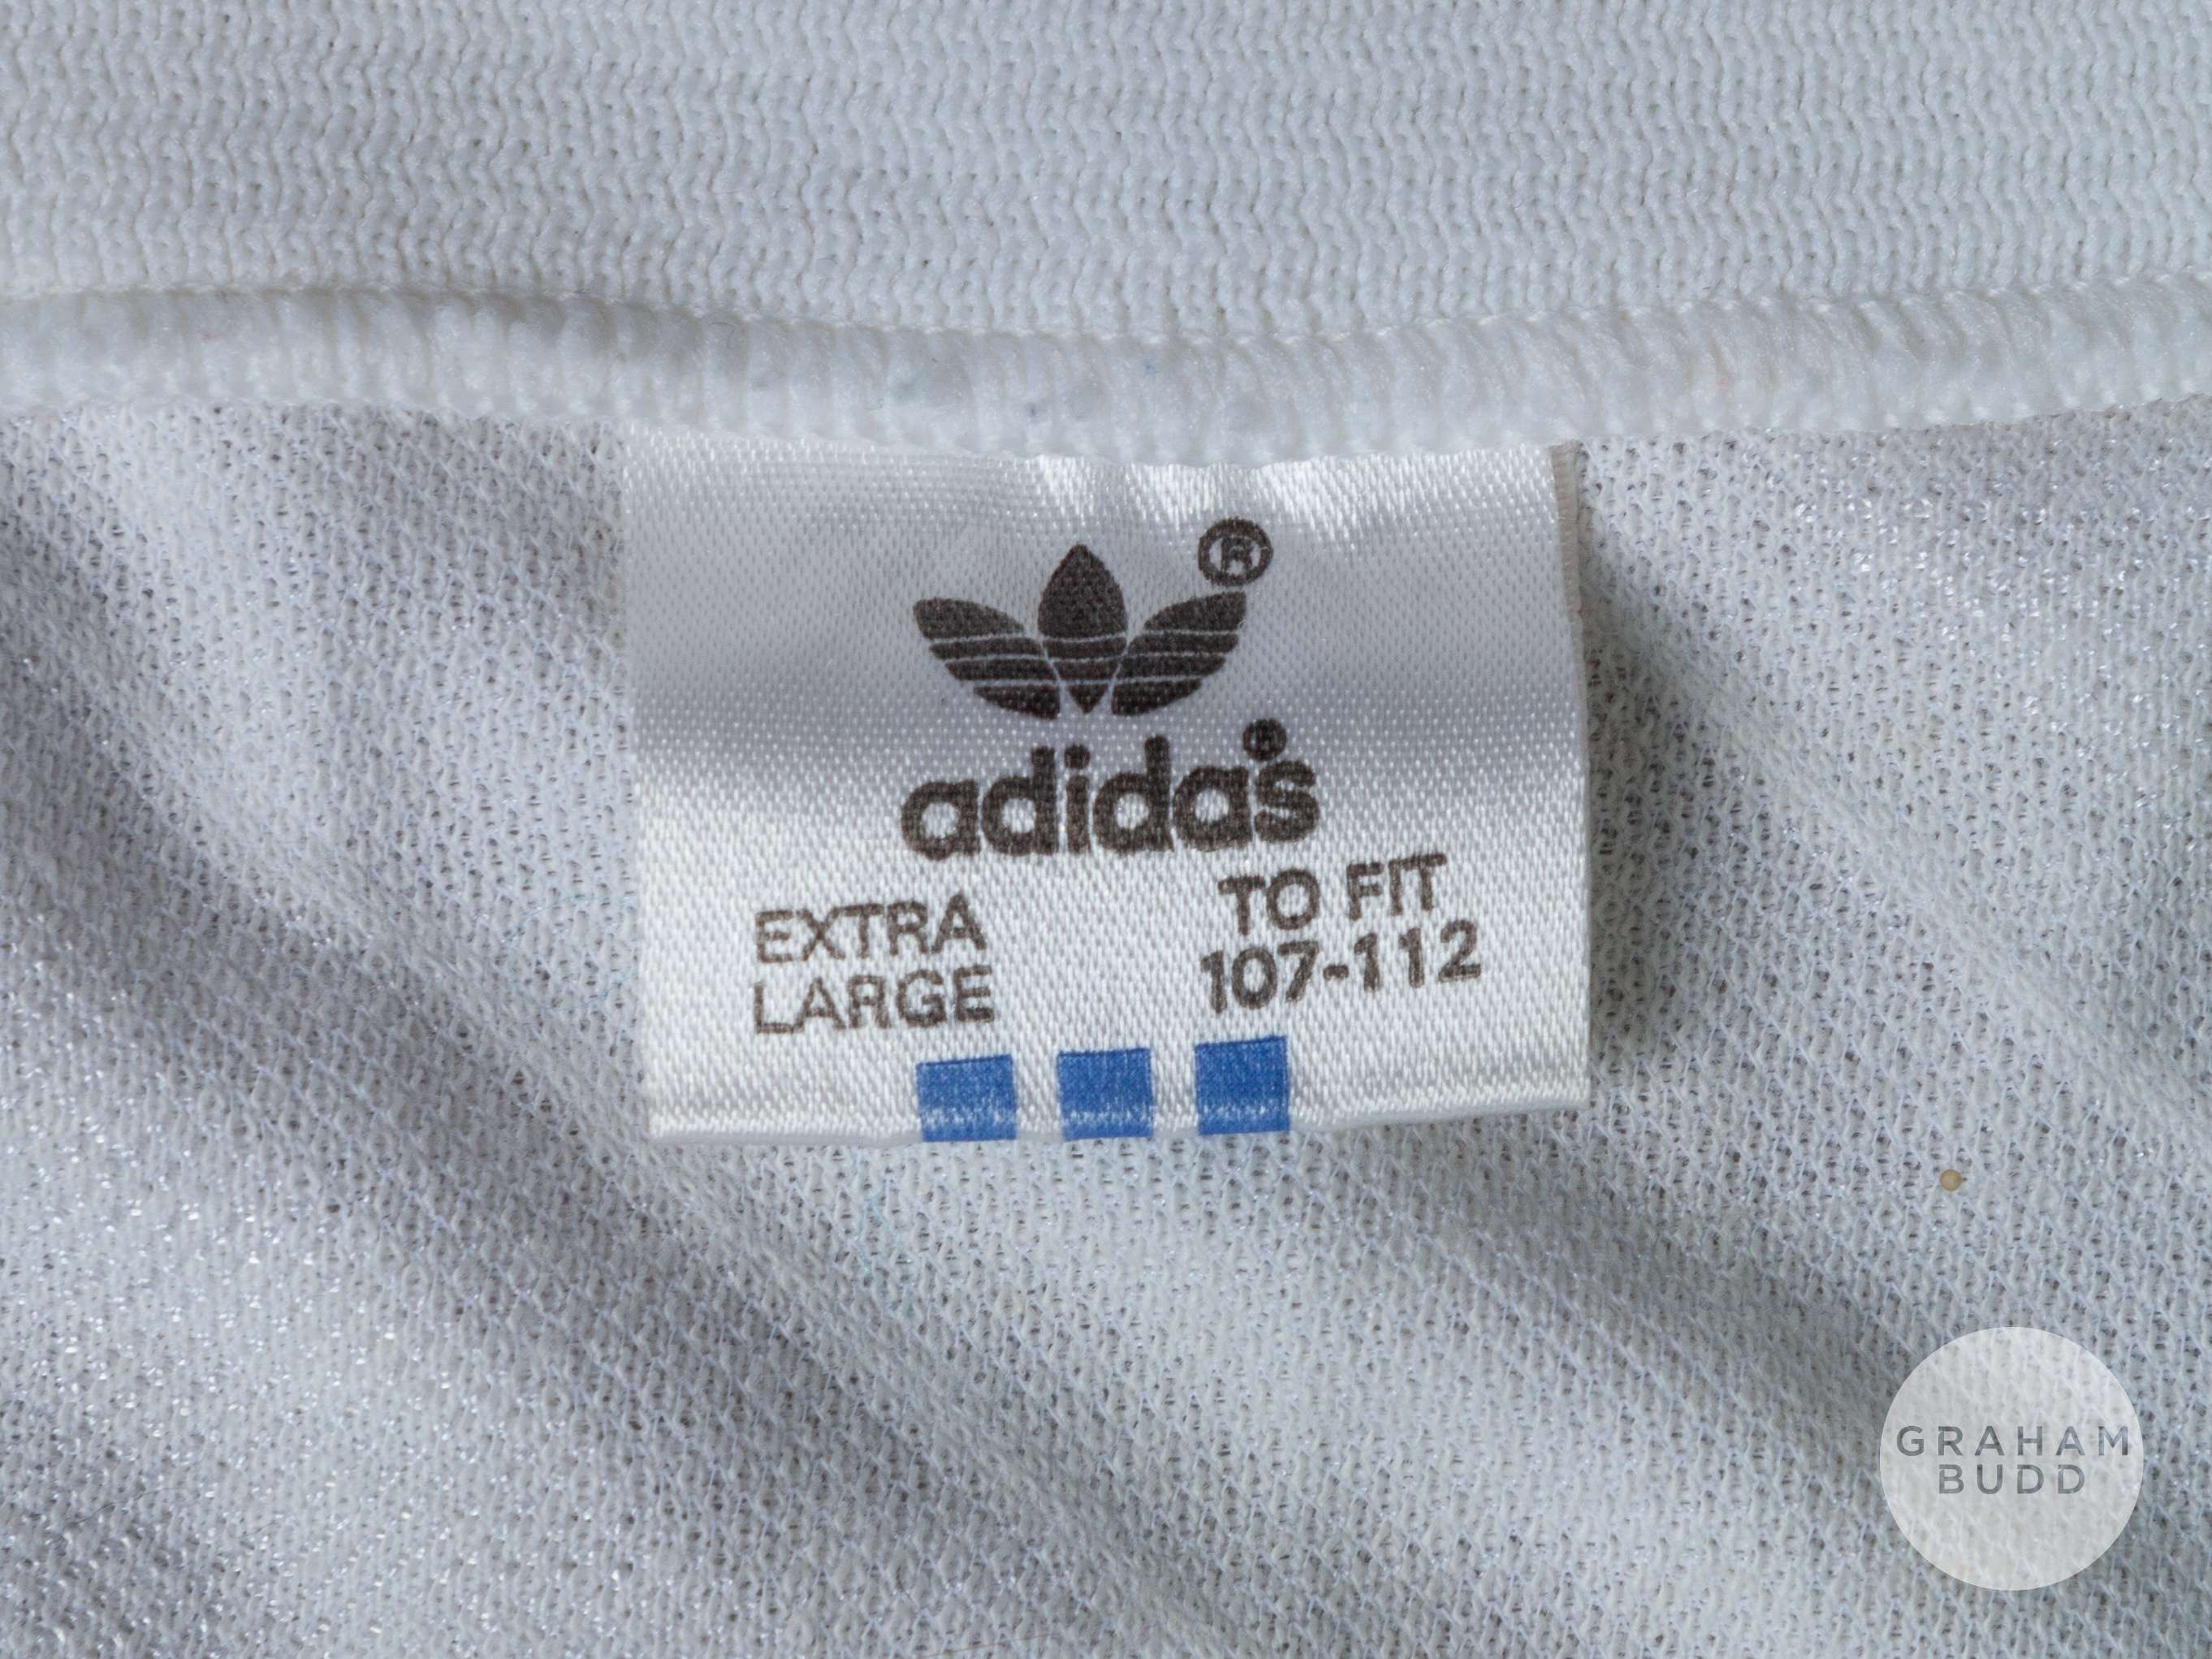 ®
adidas®
EXTRA
LARGE
TO FIT
107-112
GRAHAM
BUDD